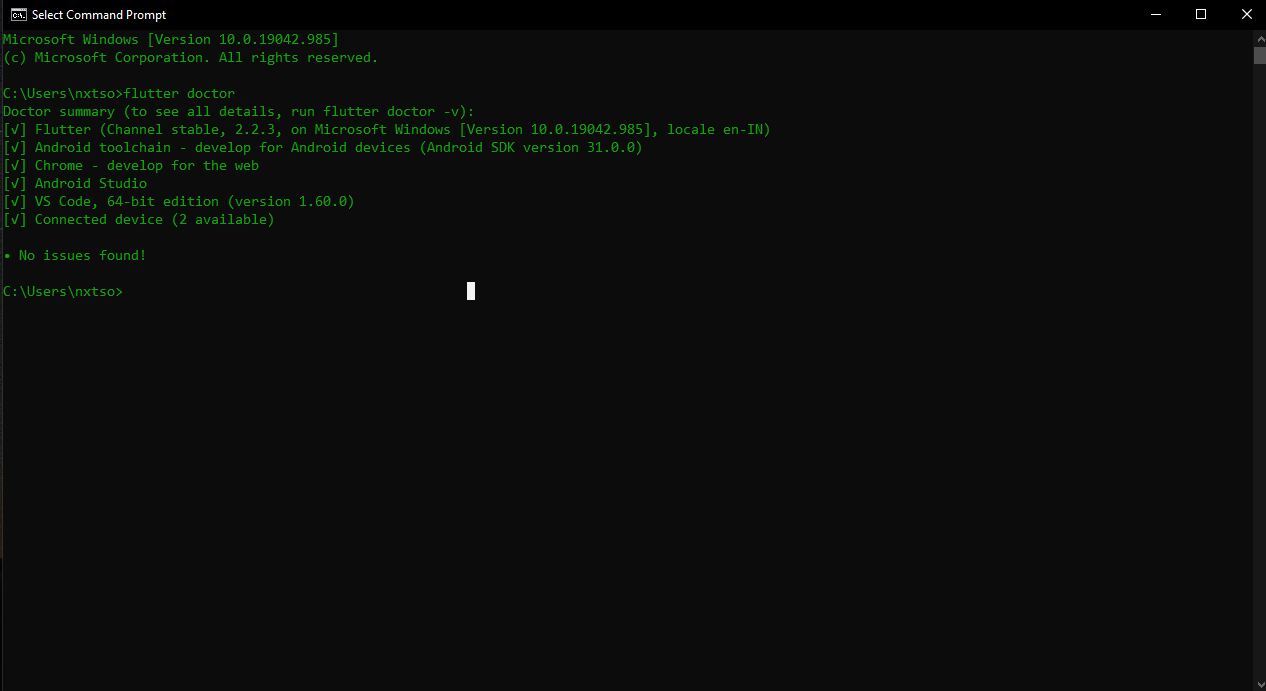 Select Command Prompt
Microsoft Windows [Version 10.0.19042.985]
(c) Microsoft Corporation. All rights reserved.
C:\Users\nxtso>flutter doctor
Doctor summary (to see all details, run flutter doctor -v):
[√] Flutter (Channel stable, 2.2.3, on Microsoft Windows [Version 10.0.19042.985], locale en-IN)
[√] Android toolchain - develop for Android devices (Android SDK version 31.0.0)
[√] Chrome - develop for the web
[√] Android Studio
[√] VS Code, 64-bit edition (version 1.60.0)
[√] Connected device (2 available)
• No issues found!
C:\Users\nxtso>